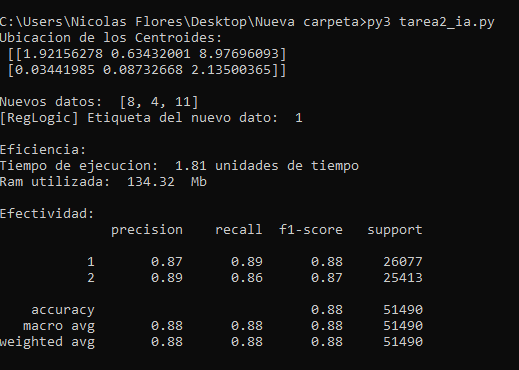 C:\Users\Nicolas Flores\Desktop\Nueva carpeta>py3 tarea2_ia.py
Ubicacion de los Centroides:
[[1.92156278 0.63432001 8.97696093]
[0.03441985 0.08732668 2.13500365]]
Nuevos datos:  [8, 4, 11]
[RegLogic] Etiqueta del nuevo dato:  1
Eficiencia:
Tiempo de ejecucion:  1.81 unidades de tiempo
Ram utilizada:  134.32  Mb
Efectividad:
precision    recall  f1-score   support
1       0.87      0.89      0.88     26077
2       0.89      0.86      0.87     25413
accuracy                           0.88     51490
macro avg       0.88      0.88      0.88     51490
weighted avg       0.88      0.88      0.88     51490